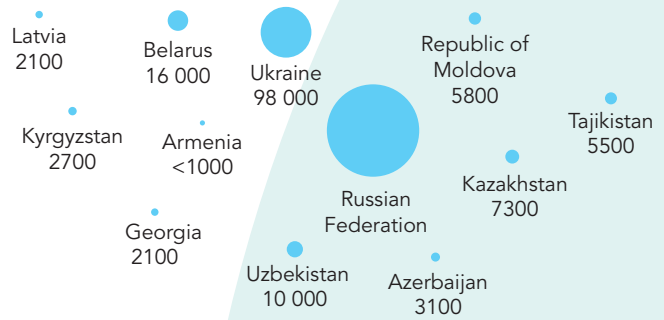 Latvia
2100
Belarus
16 000
Ukraine
98 000
Republic of
Moldova
5800
Tajikistan
5500
Kyrgyzstan
2700
Armenia
<1000
Russian
Federation
Kazakhstan
7300
Georgia
2100
Uzbekistan
10 000
Azerbaijan
3100